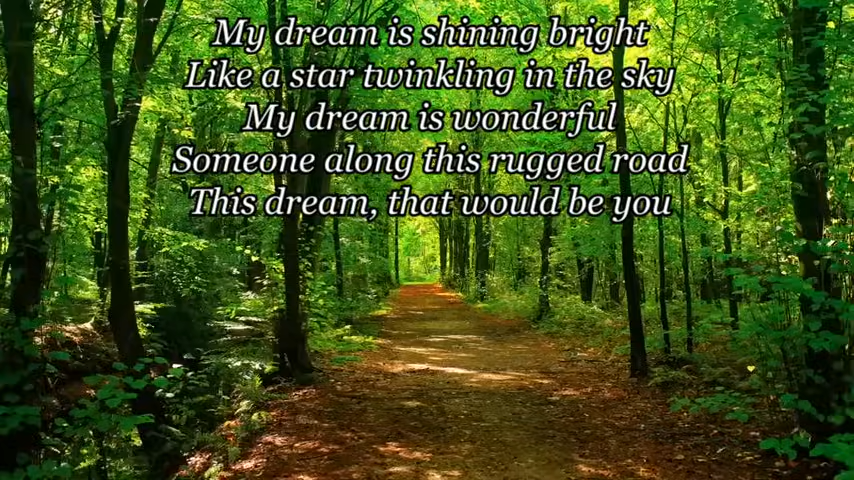 My dream is shining bright
Like a star twinkling in the sky
My dream is wonderful
Someone along this rugged road
This dream, that would be you